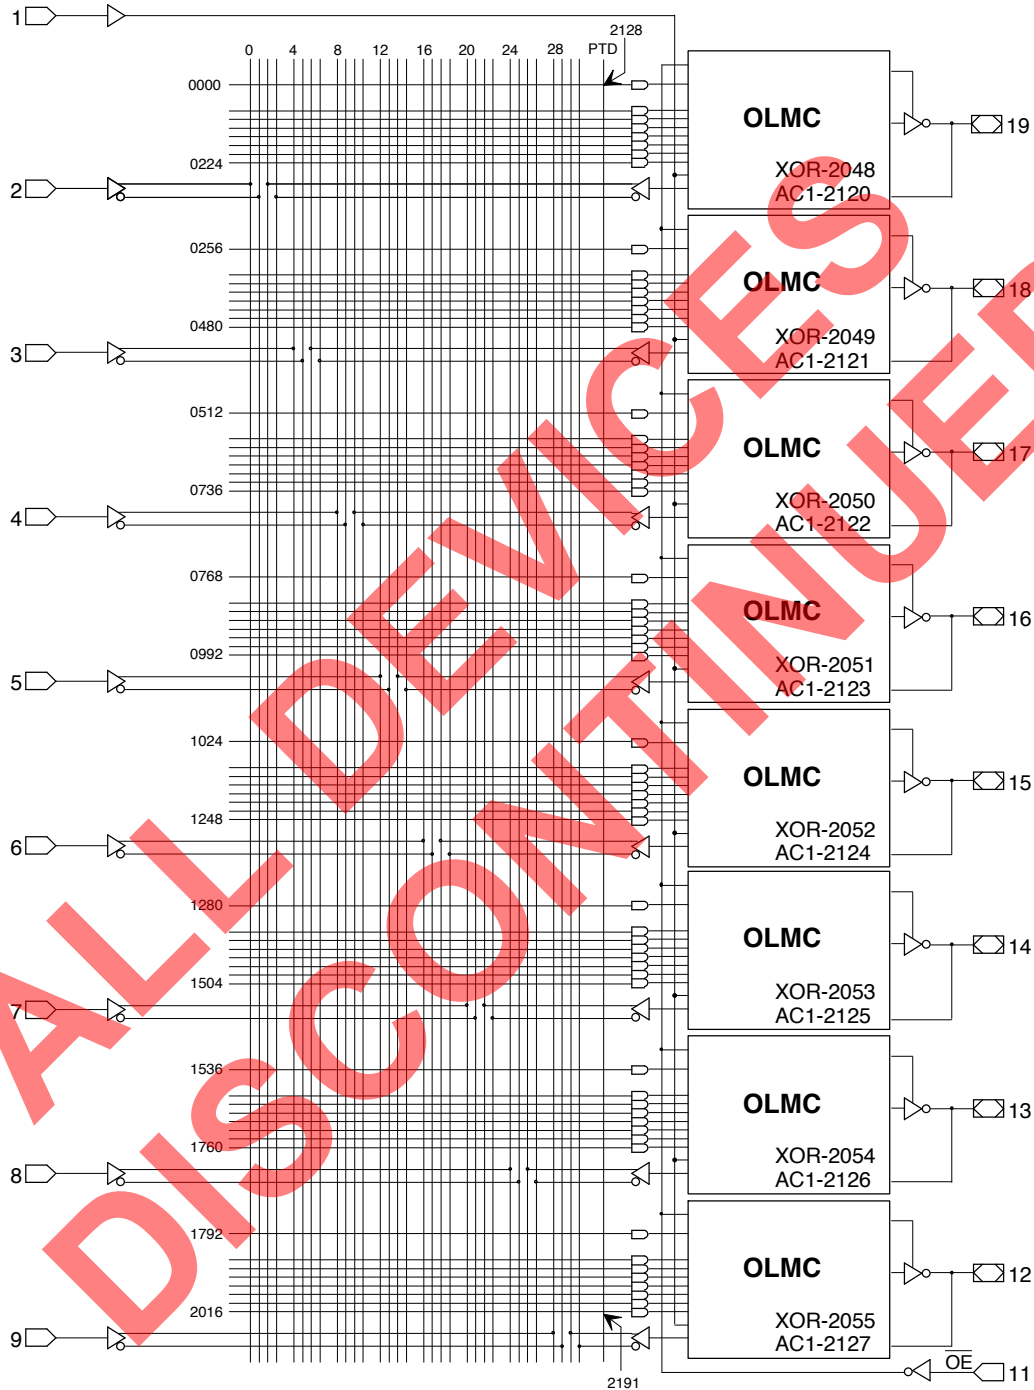 1
2128
0 4 8 12 16 20 24 28 PTD
0000
OLMC
19
0224
XOR-2048
AC1-2120
2
0256
OLMC
18
0480
XOR-2049
AC1-2121
3
0512
OLMC
17
0736
XOR-2050
AC1-2122
4
0768
OLMC
16
0992
XOR-2051
AC1-2123
5
1024
OLMC
15
1248
XOR-2052
AC1-2124
6
1280
OLMC
14
1504
XOR-2053
AC1-2125
7
1536
OLMC
13
1760
XOR-2054
AC1-2126
8
1792
OLMC
12
2016
XOR-2055
AC1-2127
9
OE
11
2191
ALL DEVICES
DISCONTINUED